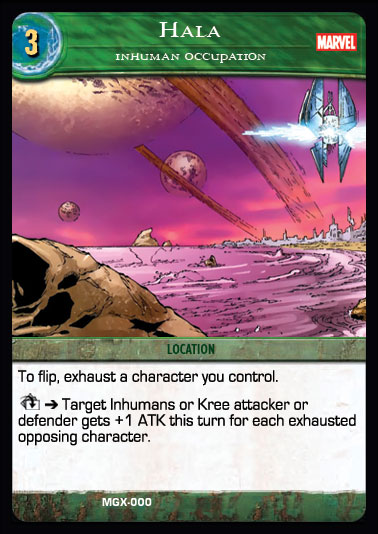 3
Hala
MARVEL
INHUMAN OCCUPATION
LOCATION
To flip, exhaust a character you control.
➔ Target Inhumans or Kree attacker or
defender gets +1 ATK this turn for each exhausted
opposing character.
MGX-000